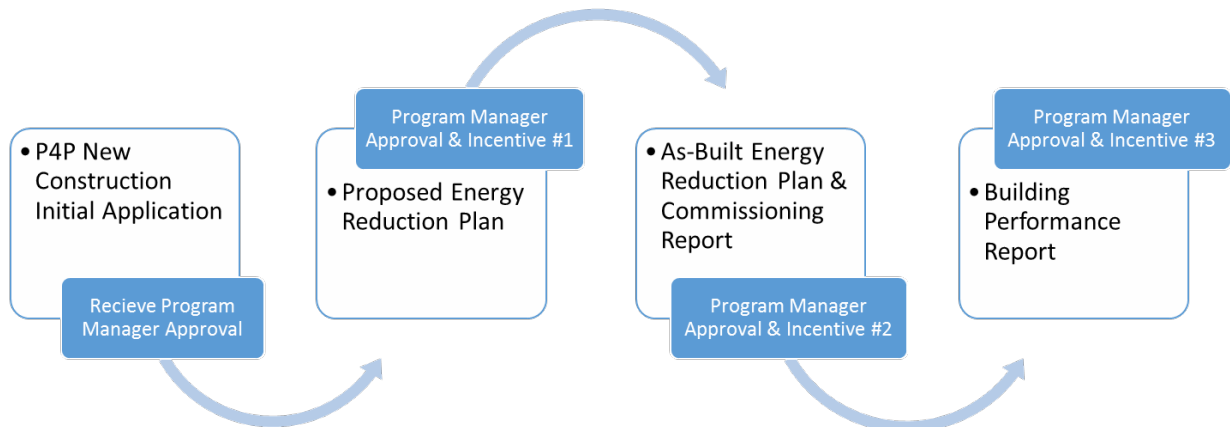 • P4P New
Construction
Initial Application
Recieve Program
Manager Approval
Program Manager
Approval & Incentive #1
• Proposed Energy
Reduction Plan
• As-Built Energy
Reduction Plan &
Commissioning
Report
Program Manager
Approval & Incentive #2
Program Manager
Approval & Incentive #3
• Building
Performance
Report